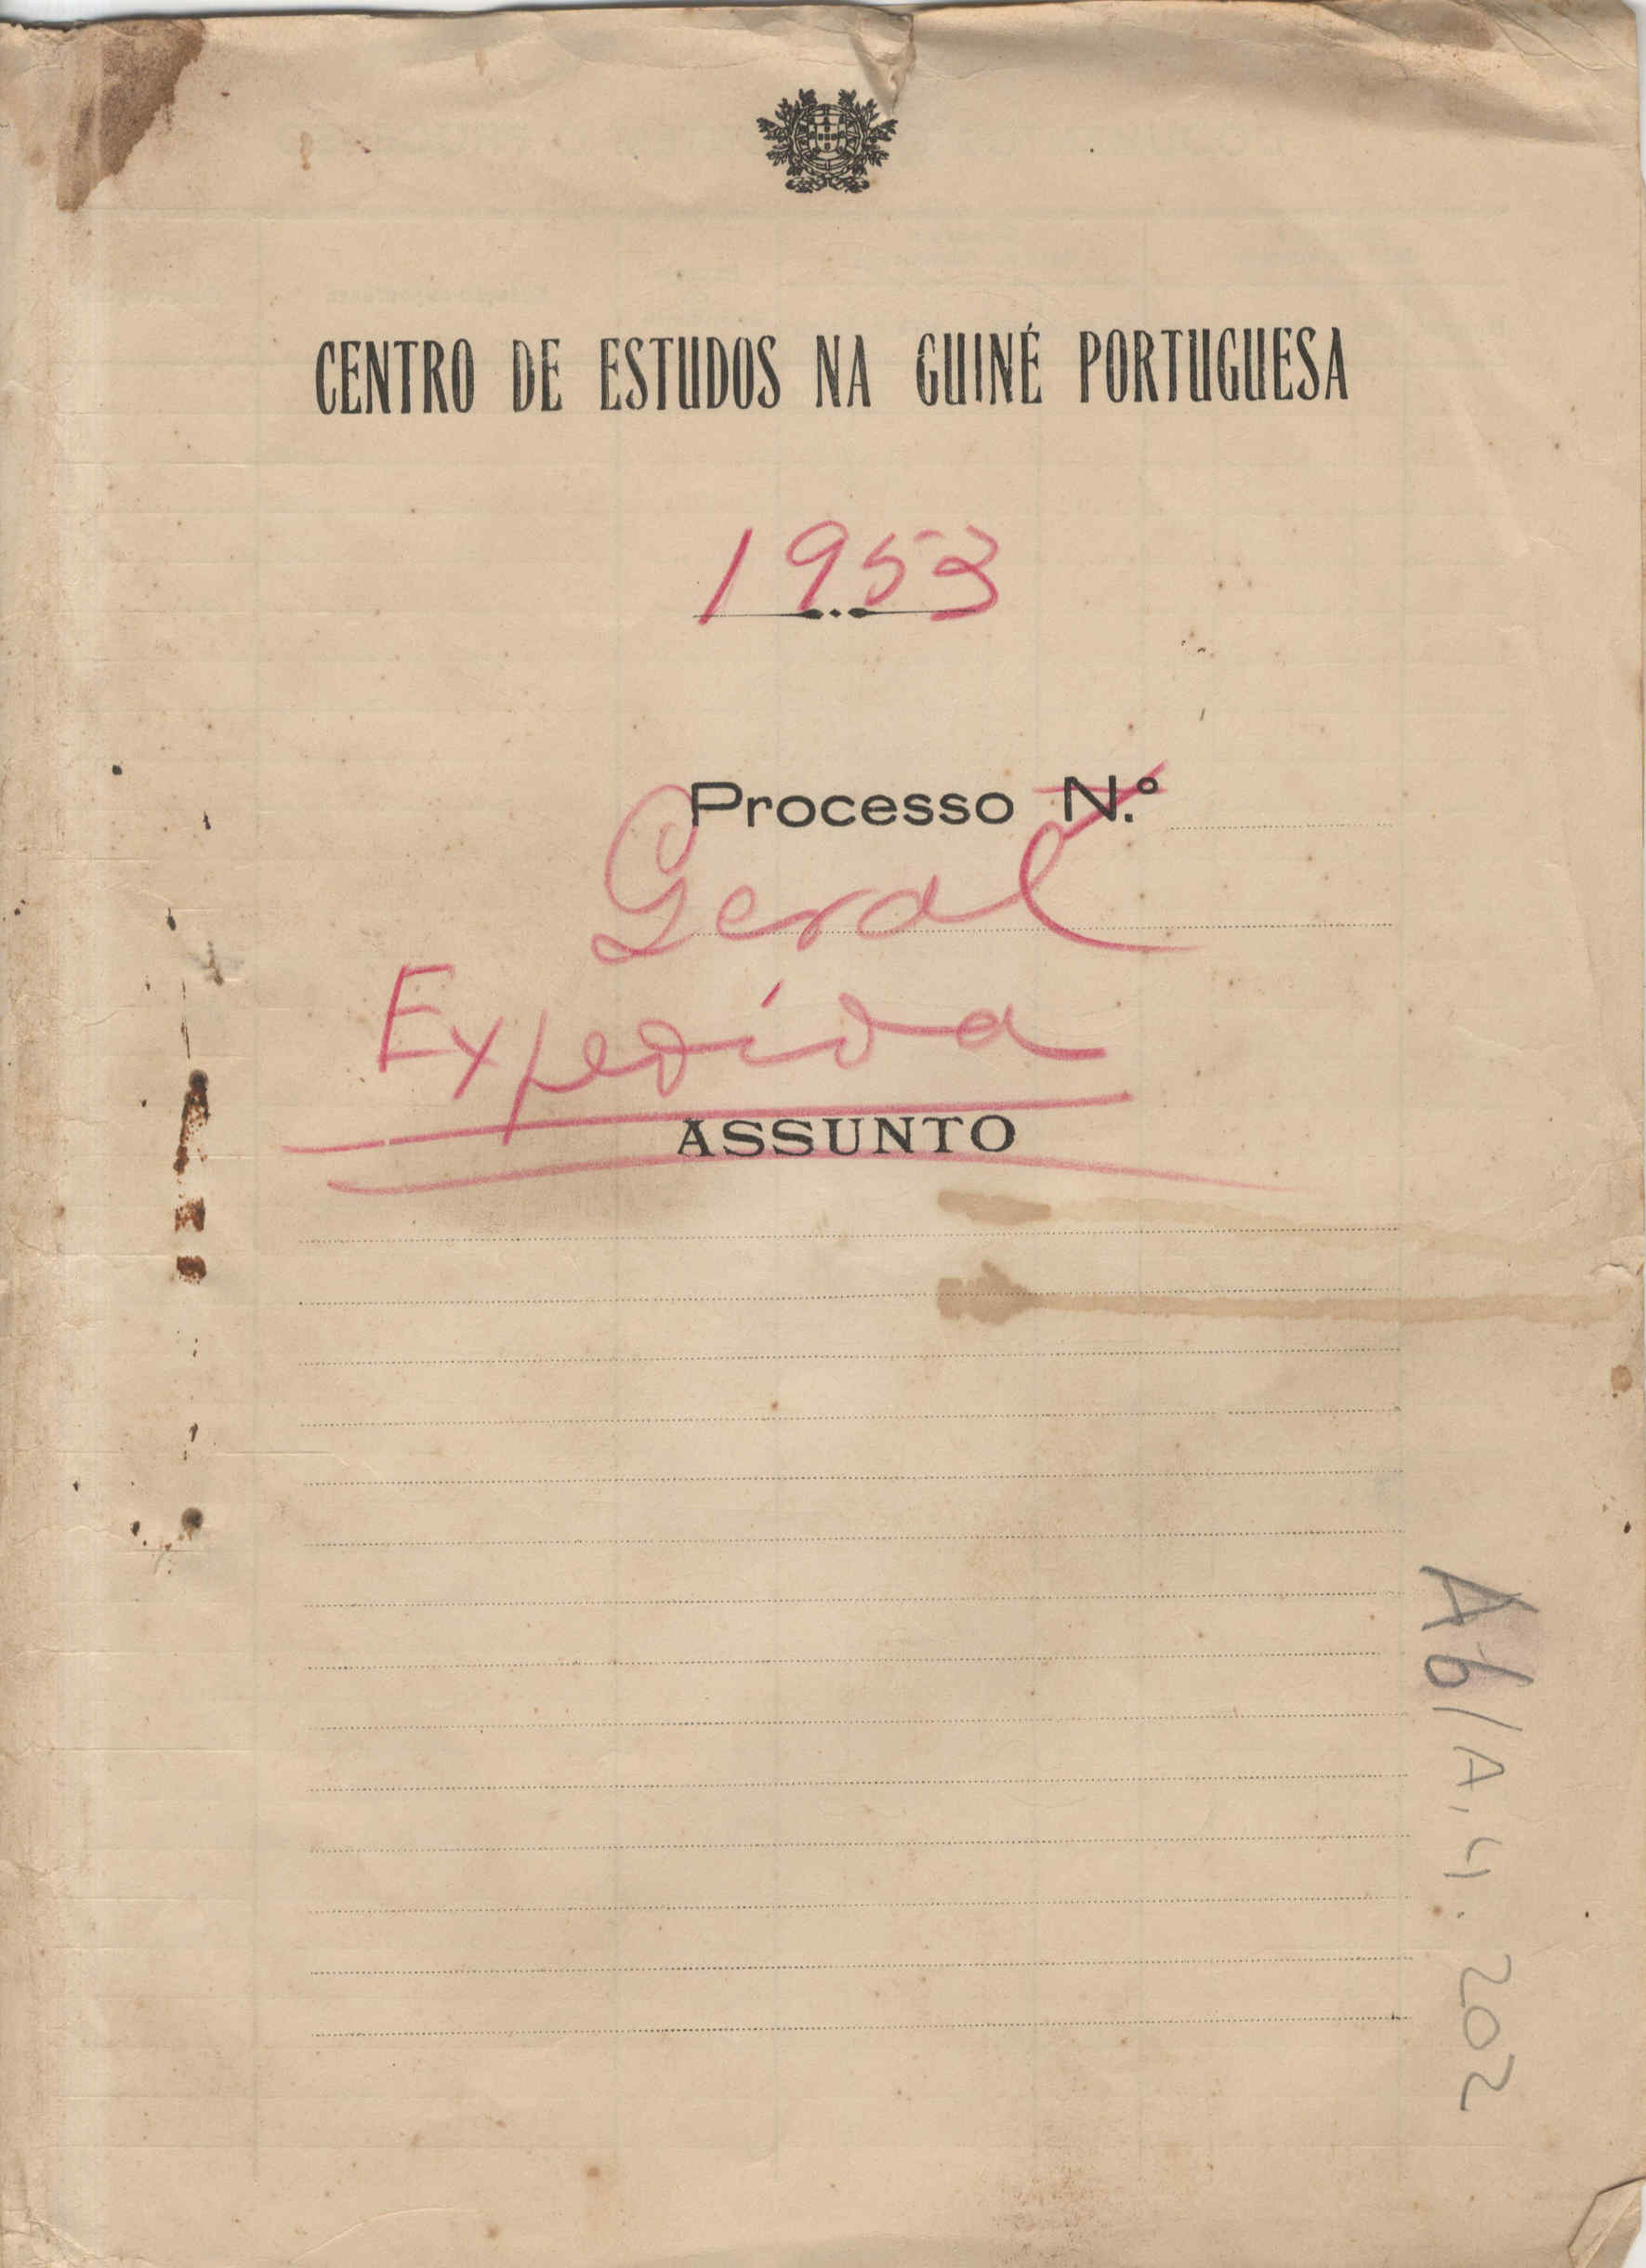 CENTRO DE ESTUDOS NA GUINÉ PORTUGUESA
1953
Processo N.º
Geral
Expedida
ASSUNTO
A6/A.4.202